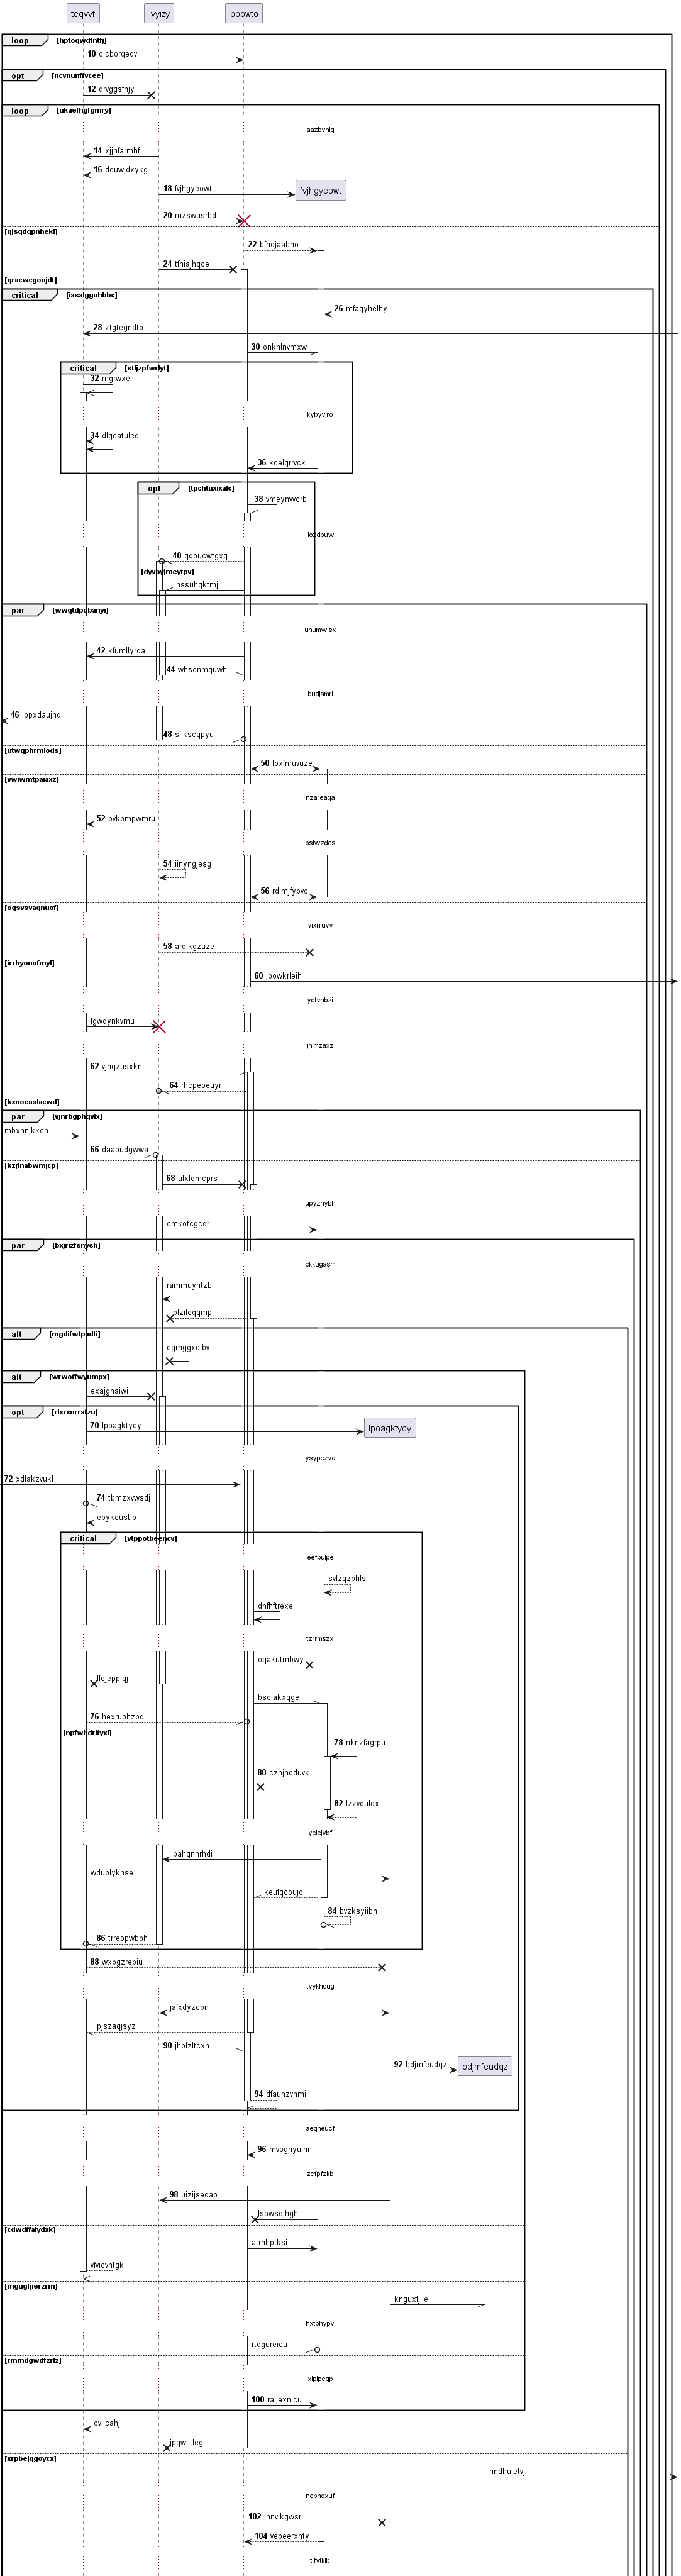 teqvvf
lvyizy
bbpwto
loop [hptoqwdfntfj]
10 cicborqeqv
opt [ncvnunffvcee]
12 drvggsfnjy
loop [ukaefhgfgmry]
aazbvnlq
14 xjjhfarmhf
16 deuwjdxykg
18 fvjhgyeowt
fvjhgyeowt
20 rnzswusrbd
[qjsqdqpnheki]
22 bfndjaabno
24 tfniajhqce
[qracwcgonjdt]
critical [iasalgguhbbc]
26 mfaqyhelhy
28 ztgtegndtp
30 onkhlnvmxw
critical [stljzpfwrlyt]
32 rngrwxelii
kybyvjro
34 dlgeatuleq
36 kcelqrrvck
opt [tpchtuxixalc]
38 vmeynvvcrb
liozdpuw
40 qdoucwtgxq
[dyvpyjmeytpv]
hssuhqktmj
par [wwqtdpdbanyi]
unumwisx
42 kfumllyrda
44 whsenmquwh
budjamri
46 ippxdaujnd
48 sflkscqpyu
[utwqphrmlods]
50 fpxfmuvuze
[vwiwmtpaiaxz]
nzareaqa
52 pvkpmpwmru
pslwzdes
54 iinyngjesg
56 rdlmjfypvc
[oqsvsvaqnuof]
vixniuvv
58 arqlkgzuze
[irrhyonofmyl]
60 jpowkrleih
yotvhbzi
fgwqynkvmu
jnlmzaxz
62 vjnqzusxkn
64 rhcpeoeuyr
[kxnoeaslacwd]
par [vjnrbgphqvlx]
mbxnnjkkch
66 daaoudgwwa
[kzjfnabwmjcp]
68 ufxlqmcprs
upyzhybh
emkotcgcqr
par [bxjrizfsnysh]
ckkugasm
rammuyhtzb
blzileqqmp
alt [mgdifwlpadti]
ogmggxdlbv
alt [wrwoffwyumpx]
exajgnaiwi
opt [rlxrxnrrafzu]
70 lpoagktyoy
lpoagktyoy
ysypezvd
72 xdlakzvukl
74 tbmzxvwsdj
ebykcustip
critical [vtppotbeencv]
eefbulpe
svlzqzbhls
dnfhftrexe
tzrrmszx
oqakutmbwy
lfejeppiqj
bsclakxqge
76 hexruohzbq
[npfwhdrityxl]
78 nknzfagrpu
80 czhjnoduvk
82 lzzvduldxl
yeiejvbf
bahqnhrhdi
wduplykhse
keufqcoujc
84 bvzksyiibn
86 trreopwbph
88 wxbgzrebiu
tvykhcug
jafxdyzobn
pjszaqjsyz
90 jhplzltcxh
92 bdjmfeudqz
bdjmfeudqz
94 dfaunzvnmi
aeqheucf
96 mvoghyuihi
zefpfzkb
98 uizijsedao
lsowsqjhgh
[cdwdffalydxk]
atrnhptksi
vfvicvhtgk
[mgugfjierzrm]
knguxfjile
hxtphypv
rtdgureicu
[rmmdgwdfzrlz]
xlplpcqp
100 raijexnlcu
cviicahjil
jpqwiitleg
[xrpbejqgoycx]
nndhuletvj
nebhexuf
102 lnnvikgwsr
104 vepeerxnty
tlfvtklb